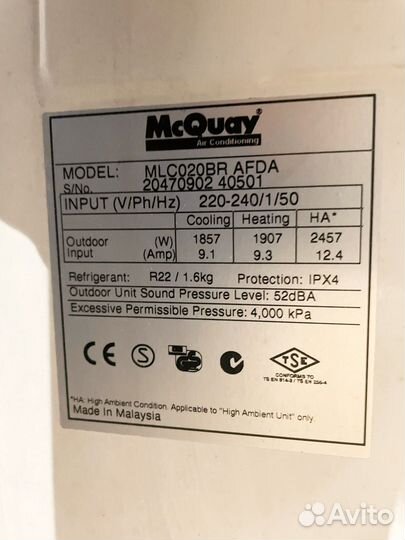 McQuay®
Air Conditioning
MODEL: MLC020BR AFDA
S/No. 20470902 40501
INPUT (V/Ph/Hz) 220-240/1/50
Cooling Heating HA*
Outdoor (W) 1857 1907 2457
Input (Amp) 9.1 9.3 12.4
Refrigerant: R22 / 1.6kg Protection: IPX4
Outdoor Unit Sound Pressure Level: 52dBA
Excessive Permissible Pressure: 4,000 kPa
CE S TSE
CONFORMS TO
*HA: High Ambient Condition. Applicable to "High Ambient Unit" only.
Made In Malaysia
Avito